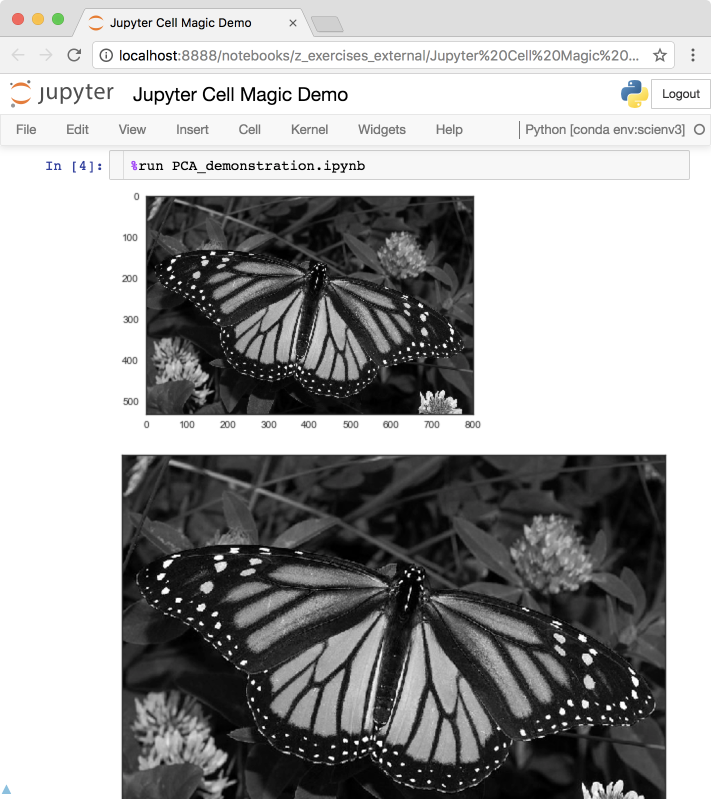 Jupyter Cell Magic Demo
localhost:8888/notebooks/z_exercises_external/Jupyter%20Cell%20Magic%20...
jupyter Jupyter Cell Magic Demo Logout
File Edit View Insert Cell Kernel Widgets Help Python [conda env:scienv3]
In [4]: %run PCA_demonstration.ipynb
0
100
200
300
400
500
0 100 200 300 400 500 600 700 800